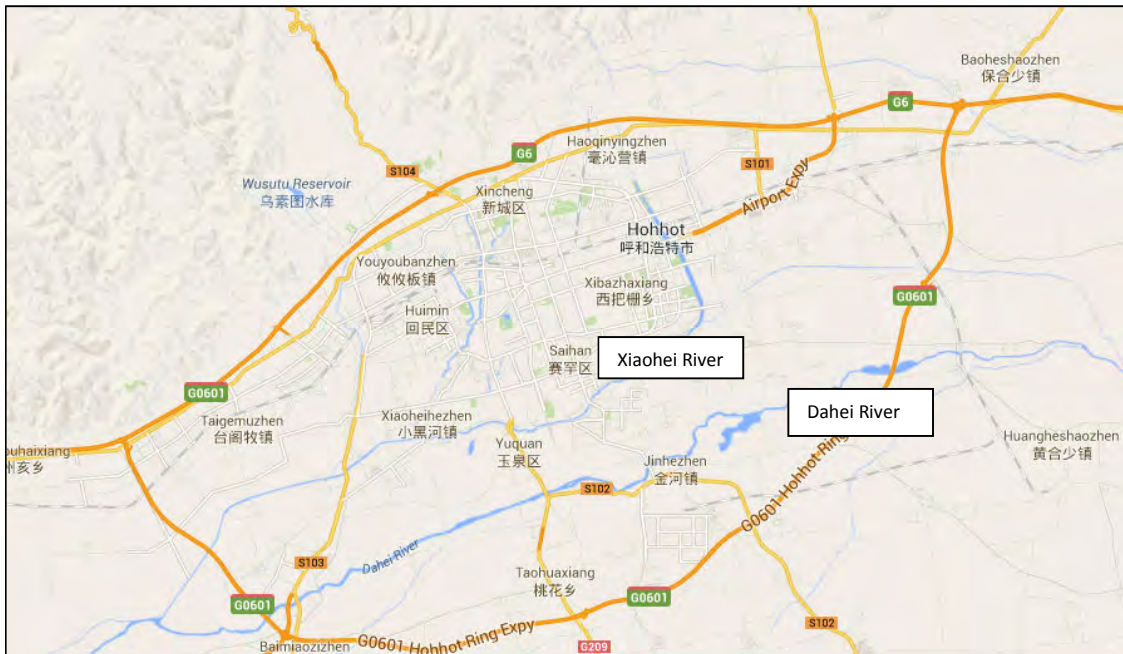 Baoheshaozhen
保合少镇
G6
G6
Haoqinyingzhen
毫沁营镇
S101
S104
Airport Expy
Wusutu Reservoir
乌素图水库
Xincheng
新城区
Hohhot
呼和浩特市
Youyoubanzhen
攸攸板镇
Xibazhaxiang
西把栅乡
G0601
Huimin
回民区
Saihan
赛罕区
Xiaohei River
G0601
Dahei River
Taigemuzhen
台阁牧镇
Xiaoheihezhen
小黑河镇
ouhaixiang
州亥乡
Yuquan
玉泉区
Huangheshaozhen
黄合少镇
Jinhezhen
金河镇
S102
G0601 Hohhot Ring
Dahei River
S103
Taohuaxiang
桃花乡
G0601
G0601
S102
Baimiaozizhen
G0601 Hohhot Ring Expy
G209